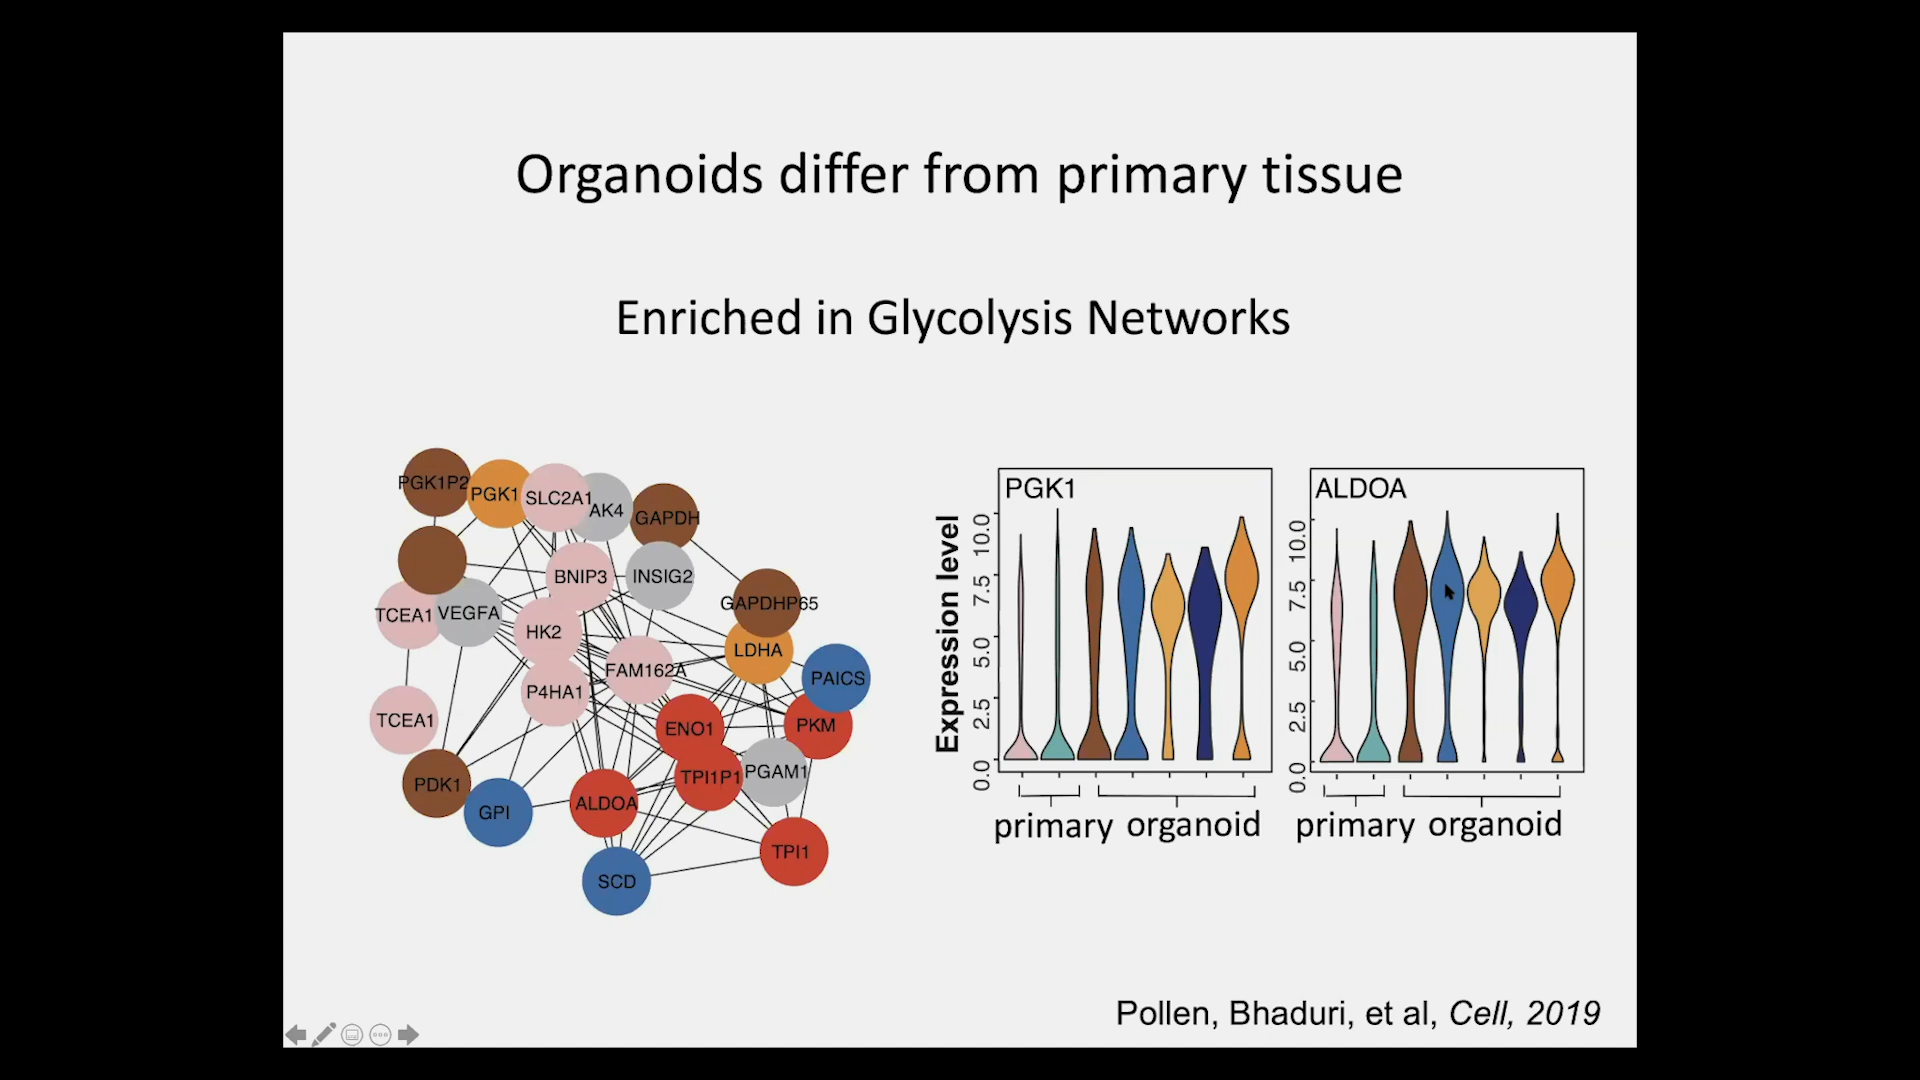 Organoids differ from primary tissue
Enriched in Glycolysis Networks
PGK1P2
PGK1
SLC2A1
AK4
GAPDH
BNIP3
INSIG2
TCEA1
VEGFA
GAPDHP65
HK2
LDHA
FAM162A
PAICS
P4HA1
TCEA1
ENO1
PKM
PDK1
TPI1P1
PGAM1
GPI
ALDOA
TPI1
SCD
Expression level
PGK1
10.0
7.5
5.0
2.5
0.0
primary organoid
ALDOA
10.0
7.5
5.0
2.5
0.0
primary organoid
Pollen, Bhaduri, et al, Cell, 2019